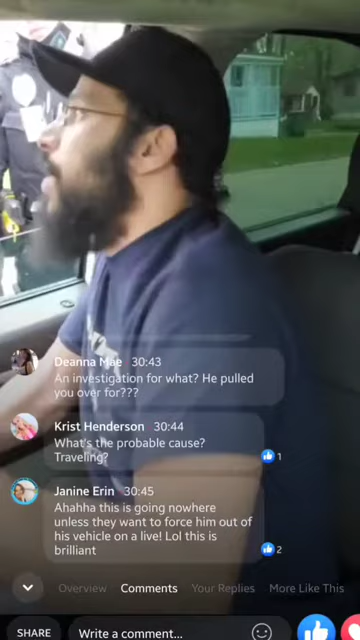 Deanna Mae 30:43
An investigation for what? He pulled
you over for???
Krist Henderson 30:44
What's the probable cause?
Traveling?
1
Janine Erin 30:45
Ahahha this is going nowhere
unless they want to force him out of
his vehicle on a live! Lol this is
brilliant
2
Overview Comments Your Replies More Like This
SHARE Write a comment...